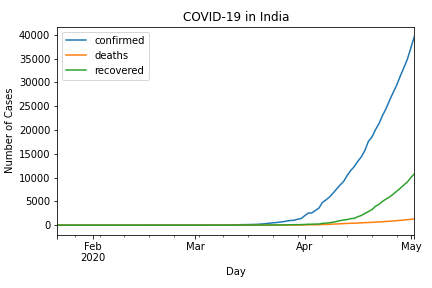 COVID-19 in India
confirmed
deaths
recovered
Number of Cases
40000
35000
30000
25000
20000
15000
10000
5000
0
Feb
2020
Mar
Apr
May
Day